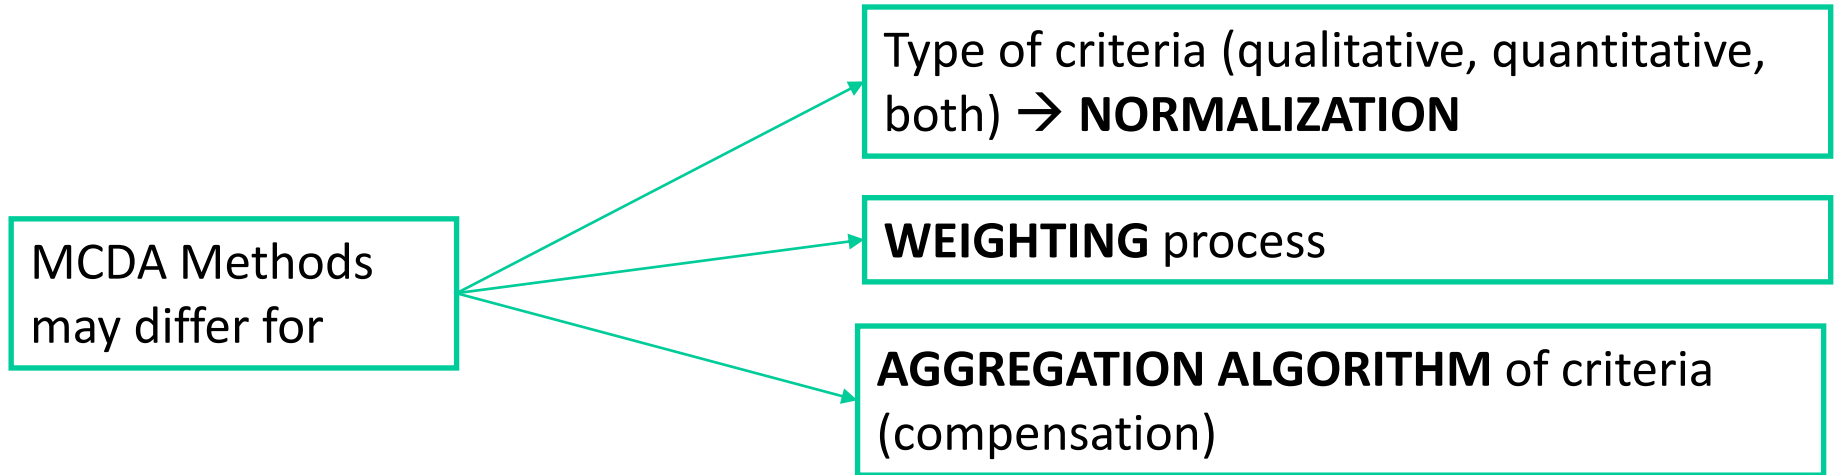 MCDA Methods
may differ for
Type of criteria (qualitative, quantitative,
both) → NORMALIZATION
WEIGHTING process
AGGREGATION ALGORITHM of criteria
(compensation)